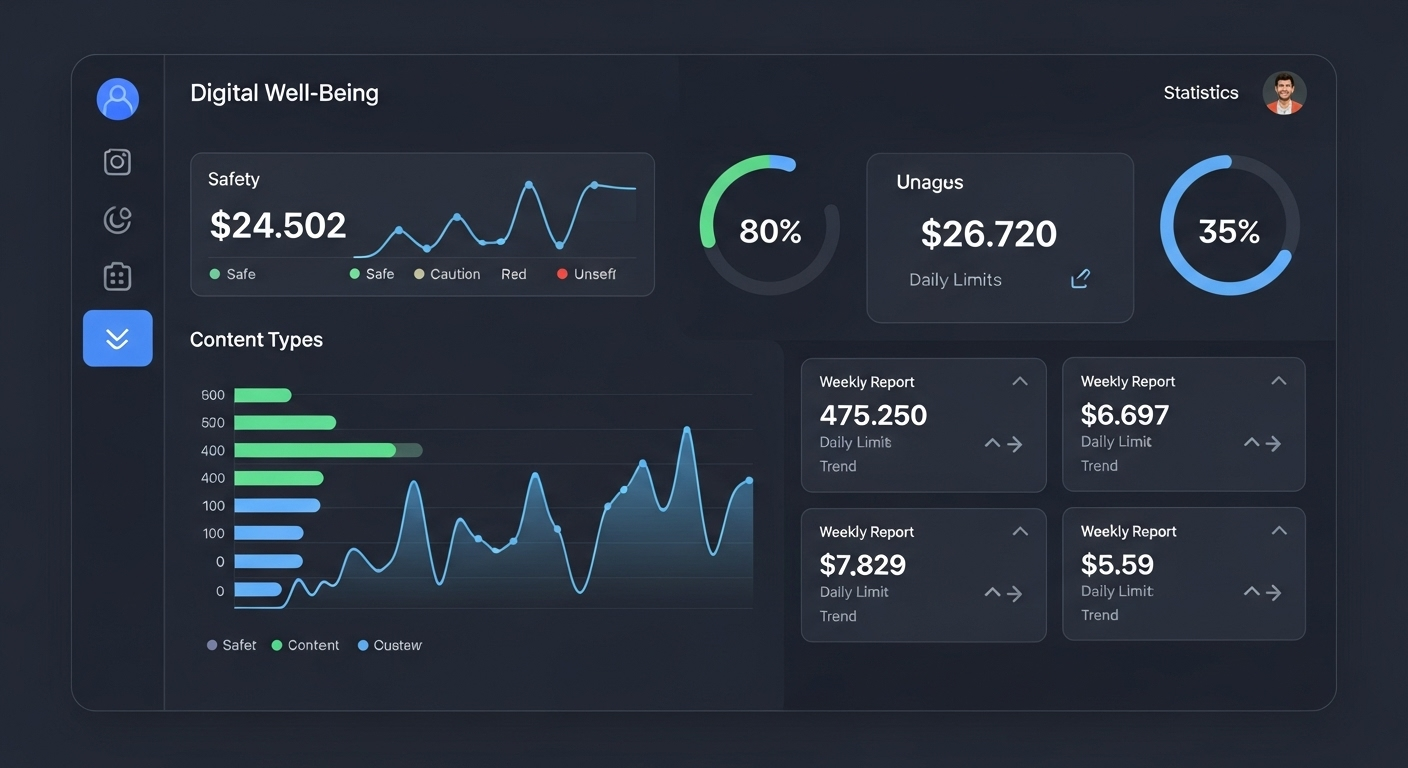 Digital Well-Being
Statistics
Safety
$24.502
Safe
Safe Caution Red Unseff
80%
Unagus
$26.720
Daily Limits
35%
Content Types
600
500
400
400
100
100
0
0
Safet Content Custew
Weekly Report
475.250
Daily Limit
Trend
Weekly Report
$6.697
Daily Limit
Trend
Weekly Report
$7.829
Daily Limit
Trend
Weekly Report
$5.59
Daily Limit
Trend